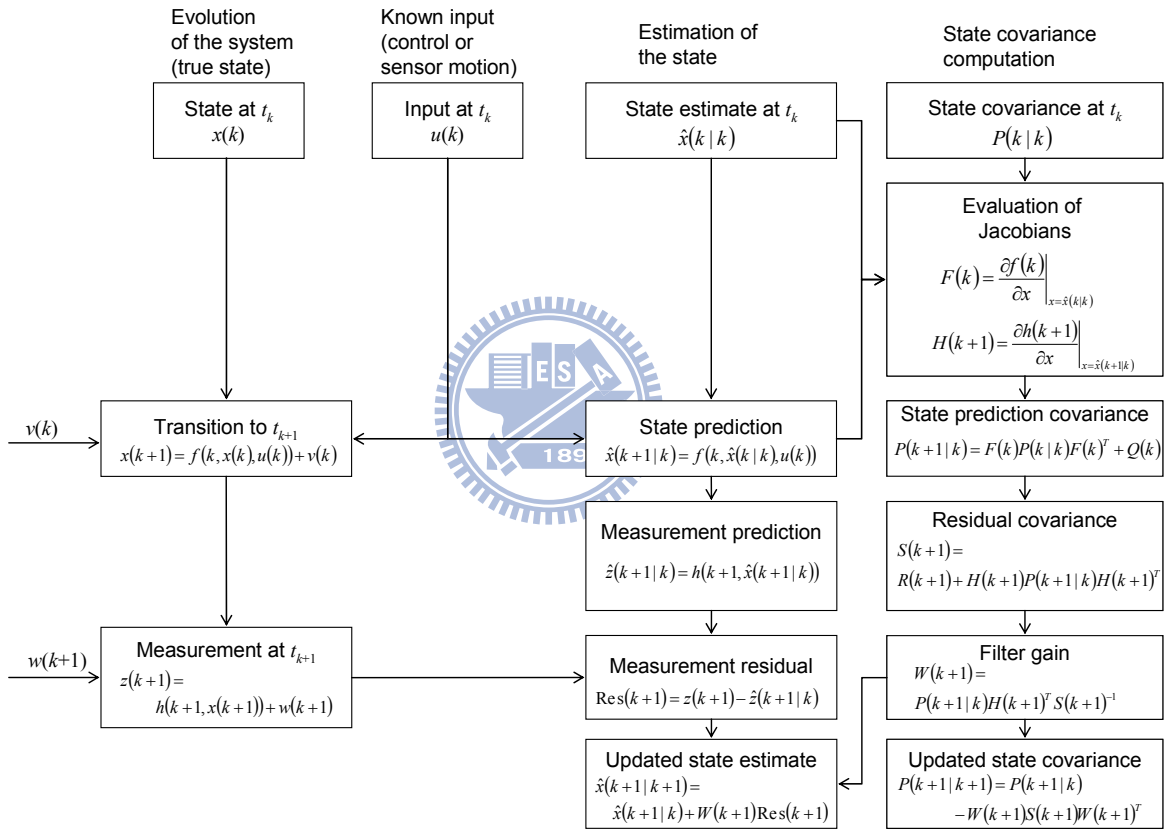 Evolution
of the system
(true state)
State at t_k
x(k)
v(k)
Transition to t_{k+1}
x(k+1) = f(k, x(k), u(k)) + v(k)
w(k+1)
Measurement at t_{k+1}
z(k+1) =
h(k+1, x(k+1)) + w(k+1)
Known input
(control or
sensor motion)
Input at t_k
u(k)
Estimation of
the state
State estimate at t_k
x̂(k | k)
State prediction
x̂(k+1 | k) = f(k, x̂(k | k), u(k))
Measurement prediction
ẑ(k+1 | k) = h(k+1, x̂(k+1 | k))
Measurement residual
Res(k+1) = z(k+1) − ẑ(k+1 | k)
Updated state estimate
x̂(k+1 | k+1) =
x̂(k+1 | k) + W(k+1)Res(k+1)
State covariance
computation
State covariance at t_k
P(k | k)
Evaluation of
Jacobians
F(k) = ∂f(k)/∂x |_{x=x̂(k|k)}
H(k+1) = ∂h(k+1)/∂x |_{x=x̂(k+1|k)}
State prediction covariance
P(k+1 | k) = F(k)P(k | k)F(k)^T + Q(k)
Residual covariance
S(k+1) =
R(k+1) + H(k+1)P(k+1 | k)H(k+1)^T
Filter gain
W(k+1) =
P(k+1 | k)H(k+1)^T S(k+1)^{-1}
Updated state covariance
P(k+1 | k+1) = P(k+1 | k)
−W(k+1)S(k+1)W(k+1)^T
E S A
189